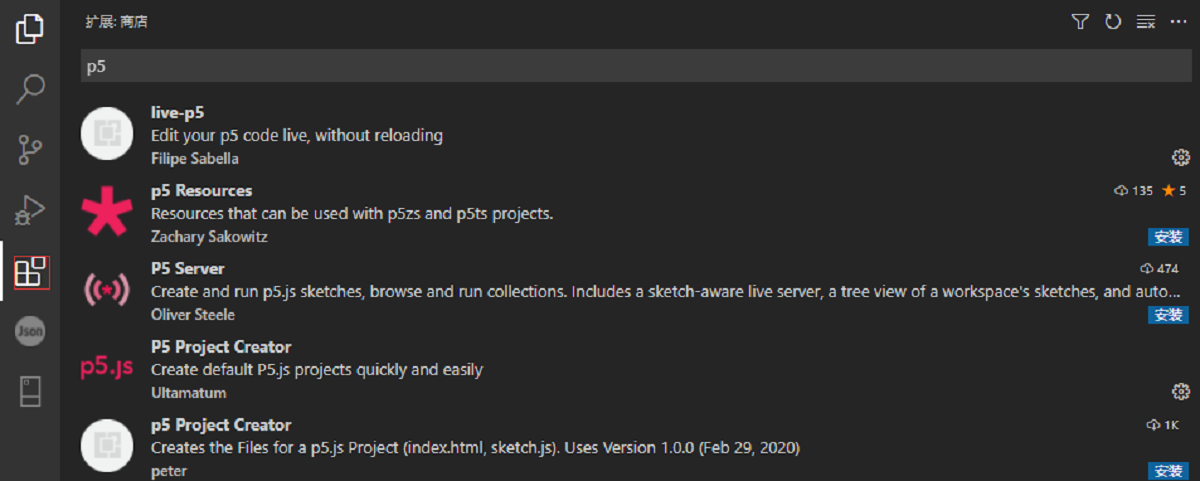 扩展: 商店
p5
live-p5
Edit your p5 code live, without reloading
Filipe Sabella
p5 Resources
135 5
Resources that can be used with p5zs and p5ts projects.
Zachary Sakowitz
安装
P5 Server
474
Create and run p5.js sketches, browse and run collections. Includes a sketch-aware live server, a tree view of a workspace's sketches, and auto...
Oliver Steele
安装
P5 Project Creator
p5.js
Create default P5.js projects quickly and easily
Ultamatum
Json
p5 Project Creator
1K
Creates the Files for a p5.js Project (index.html, sketch.js). Uses Version 1.0.0 (Feb 29, 2020)
peter
安装